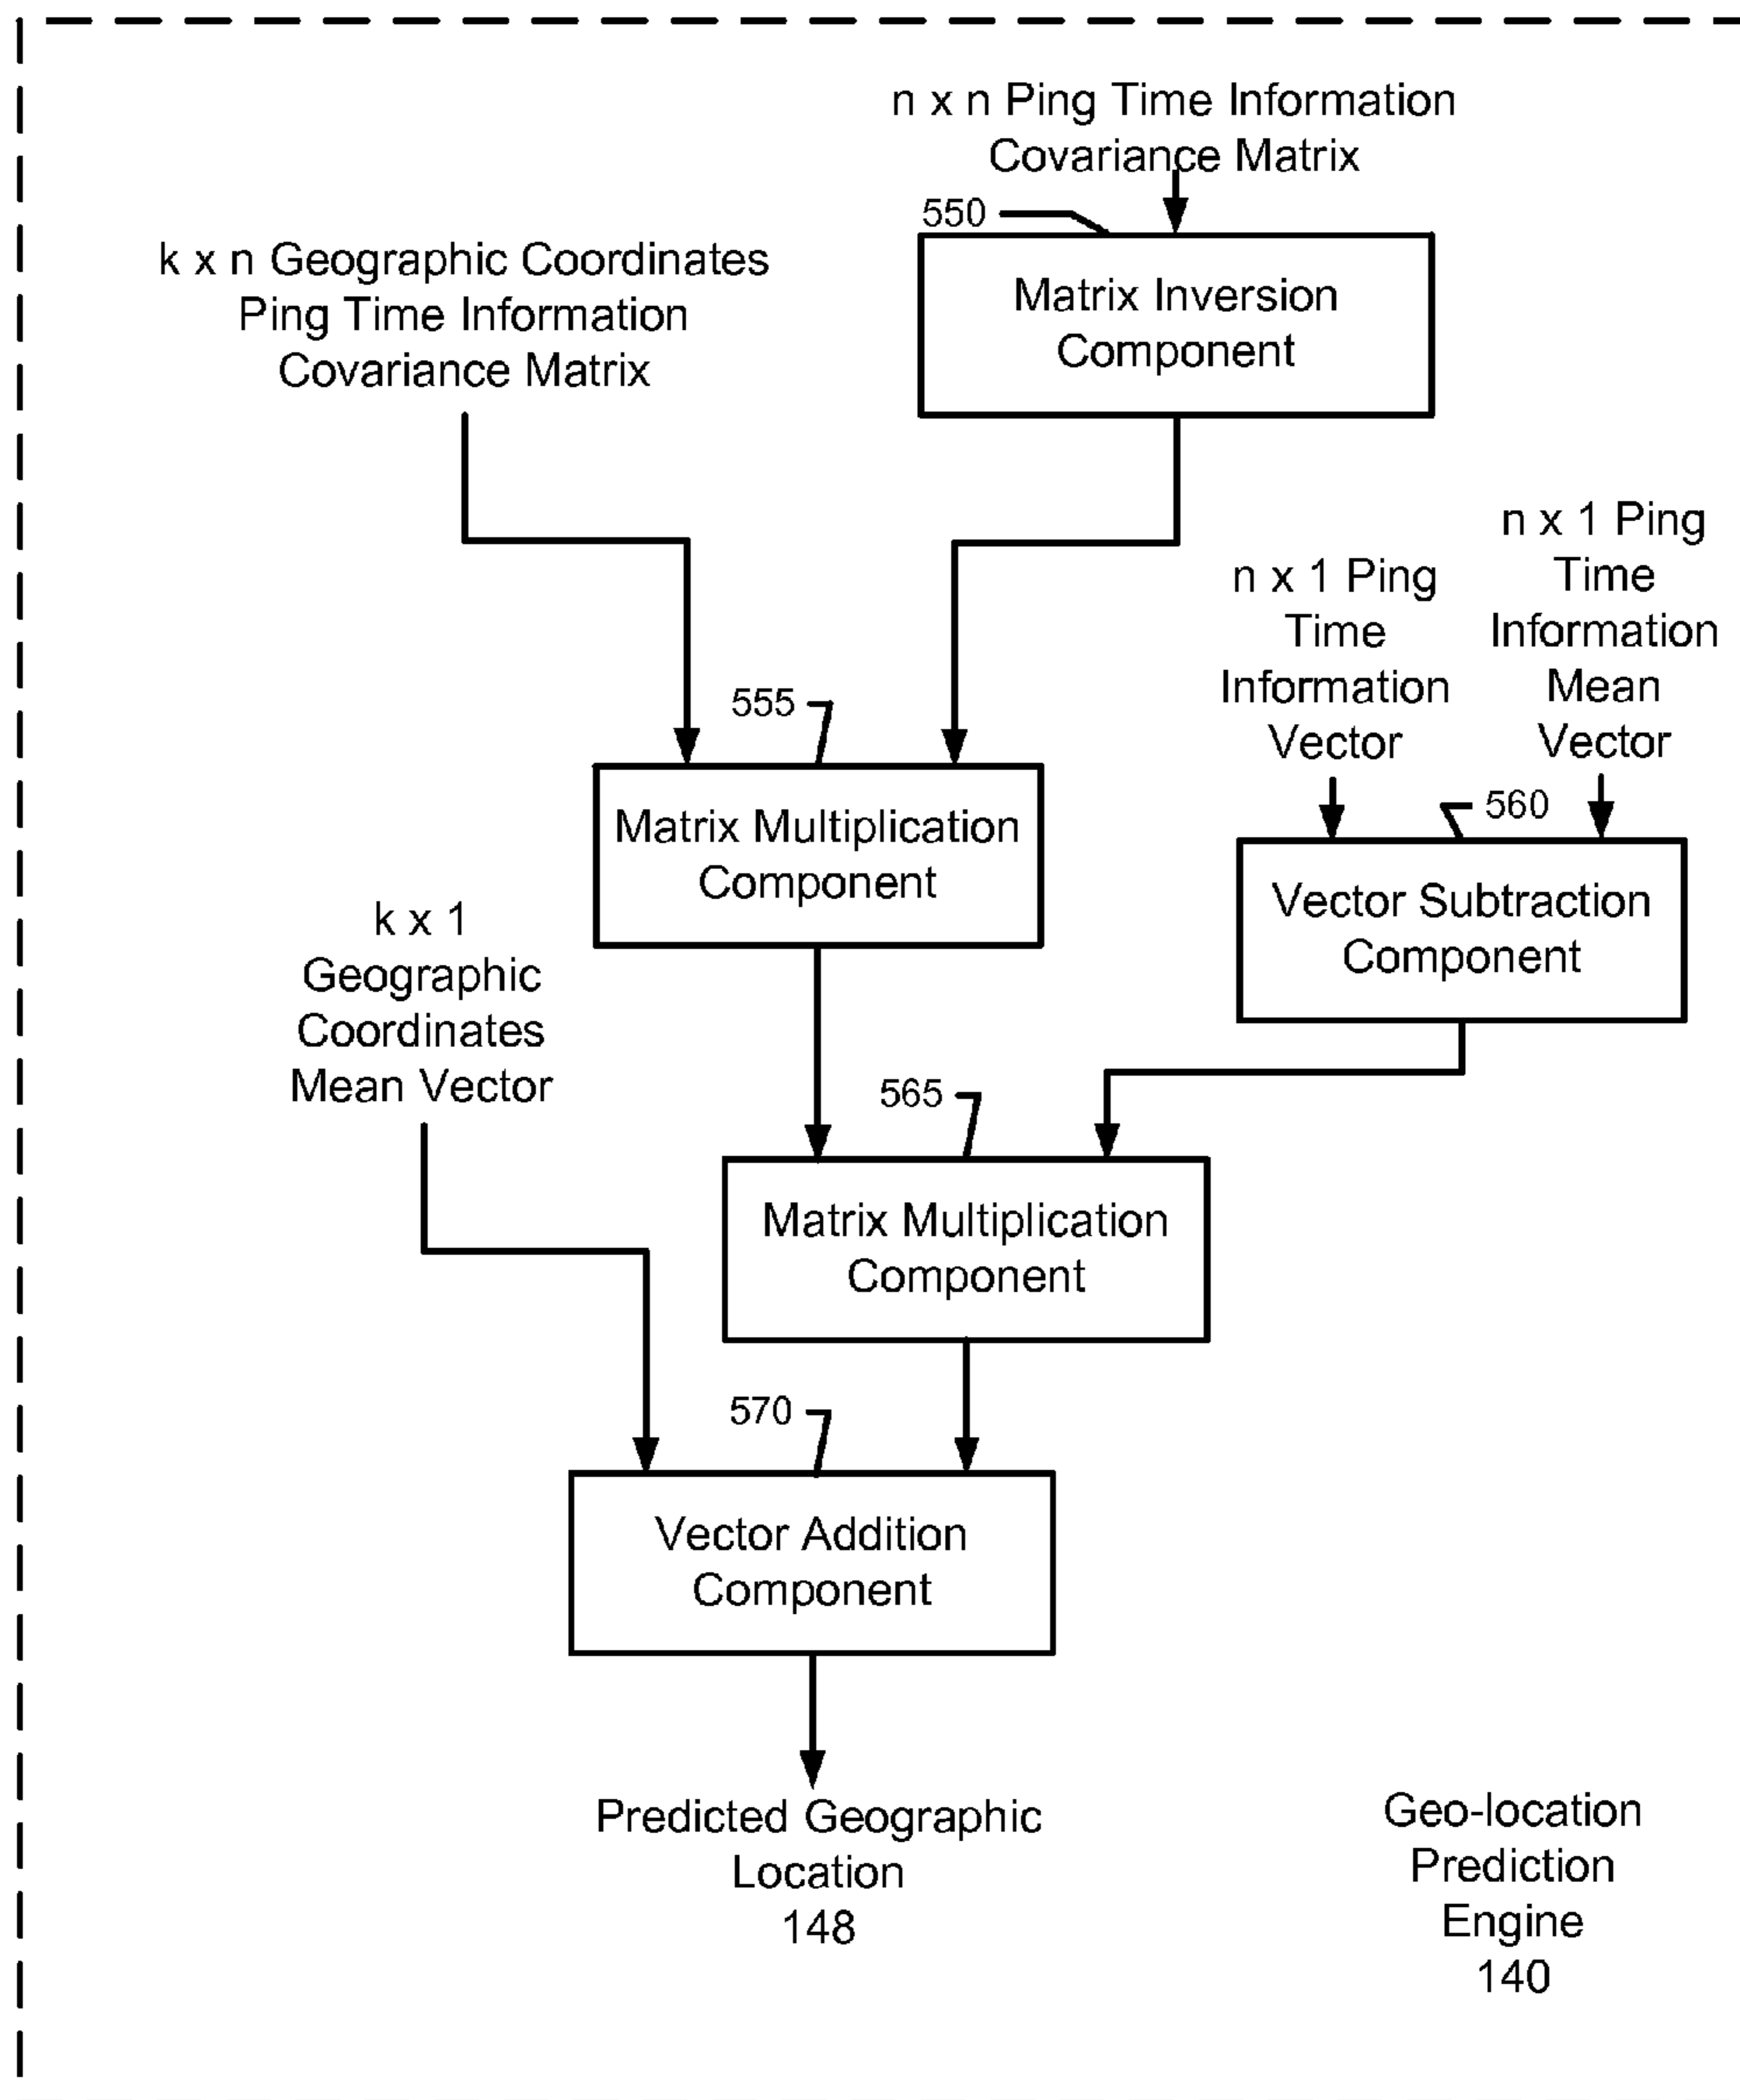 n x n Ping Time Information
Covariance Matrix
550
k x n Geographic Coordinates
Ping Time Information
Covariance Matrix
Matrix Inversion
Component
n x 1 Ping
Time
Information
Vector
n x 1 Ping
Time
Information
Mean
Vector
555
560
Matrix Multiplication
Component
Vector Subtraction
Component
k x 1
Geographic
Coordinates
Mean Vector
565
Matrix Multiplication
Component
570
Vector Addition
Component
Predicted Geographic
Location
148
Geo-location
Prediction
Engine
140